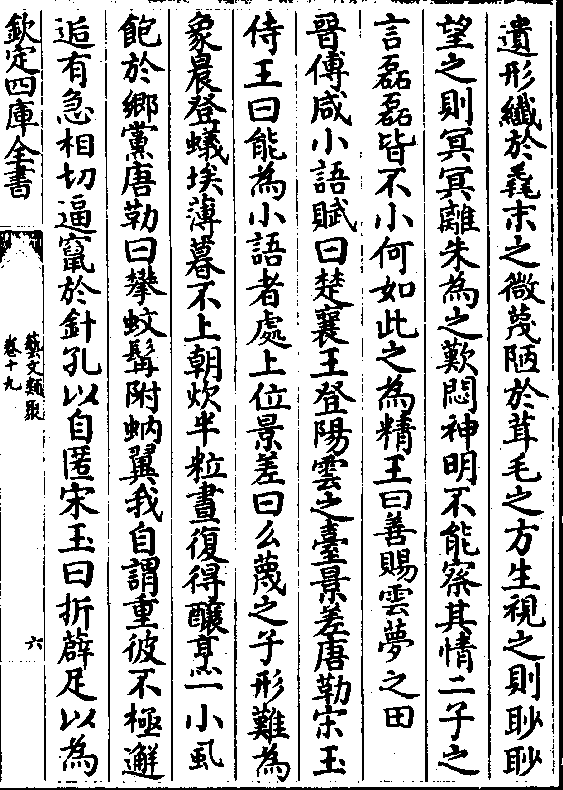 遺形纖於毳末之微蔑陋於茸毛之方生視之則眇眇
望之則冥冥離朱為之歎悶神明不能察其情二子之
言磊磊皆不小何如此之為精王曰善賜雲夢之田
晉傅咸小語賦曰楚襄王登陽雲之臺景差唐勒宋玉
侍王曰能為小語者處上位景差曰么蔑之子形難為
象晨登蟻埃薄暮不上朝炊半粒晝復得釀烹一小虱
飽於鄉黨唐勒曰攀蚊髯附蚋翼我自謂重彼不極邂
逅有急相切逼竄於針孔以自匿宋玉曰折薜足以為
欽定四庫全書
藝文類聚
卷十九
六